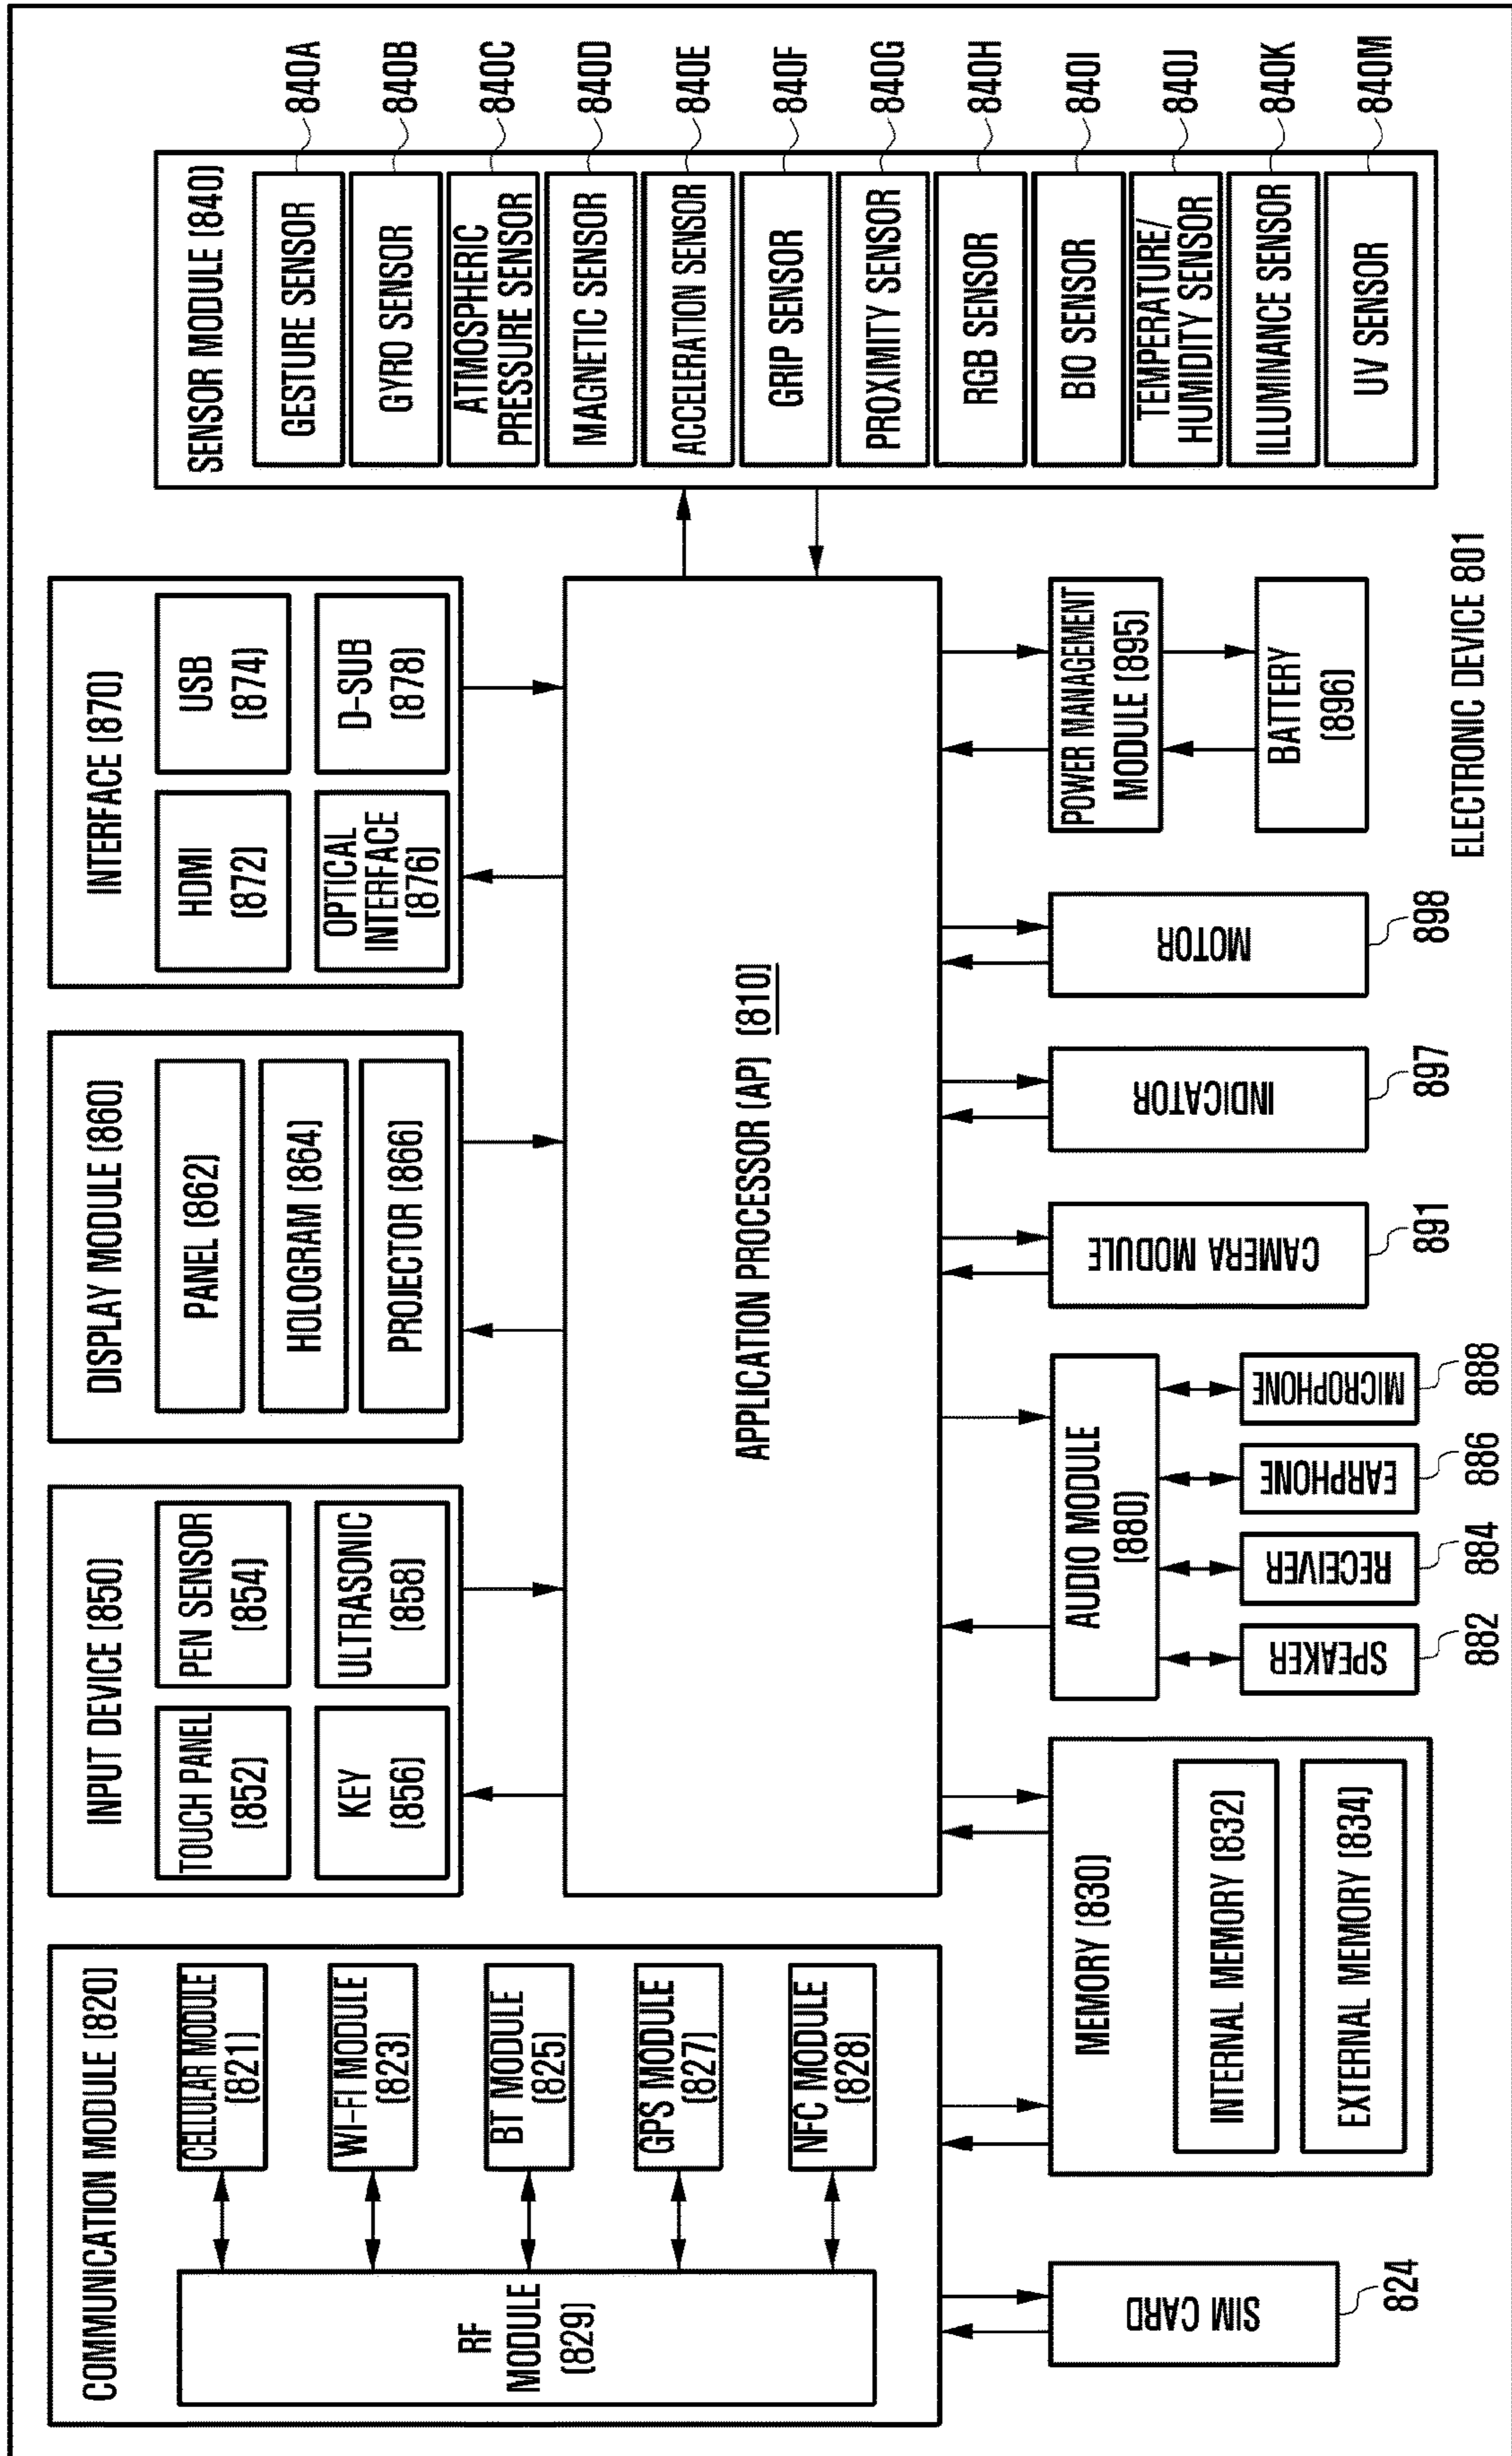 COMMUNICATION MODULE (820)
RF
MODULE
(829)
CELLULAR MODULE
(821)
WI-FI MODULE
(823)
BT MODULE
(825)
GPS MODULE
(827)
NFC MODULE
(828)
INPUT DEVICE (850)
TOUCH PANEL
(852)
PEN SENSOR
(854)
KEY
(856)
ULTRASONIC
(858)
DISPLAY MODULE (860)
PANEL (862)
HOLOGRAM (864)
PROJECTOR (866)
INTERFACE (870)
HDMI
(872)
USB
(874)
OPTICAL
INTERFACE
(876)
D-SUB
(878)
SENSOR MODULE (840)
GESTURE SENSOR
840A
GYRO SENSOR
840B
ATMOSPHERIC
PRESSURE SENSOR
840C
MAGNETIC SENSOR
840D
ACCELERATION SENSOR
840E
GRIP SENSOR
840F
PROXIMITY SENSOR
840G
RGB SENSOR
840H
BIO SENSOR
840I
TEMPERATURE/
HUMIDITY SENSOR
840J
ILLUMINANCE SENSOR
840K
UV SENSOR
840M
APPLICATION PROCESSOR (AP) (810)
SIM CARD
824
MEMORY (830)
INTERNAL MEMORY (832)
EXTERNAL MEMORY (834)
AUDIO MODULE
(880)
SPEAKER
882
RECEIVER
884
EARPHONE
886
MICROPHONE
888
CAMERA MODULE
891
INDICATOR
897
MOTOR
898
POWER MANAGEMENT
MODULE (895)
BATTERY
(896)
ELECTRONIC DEVICE 801